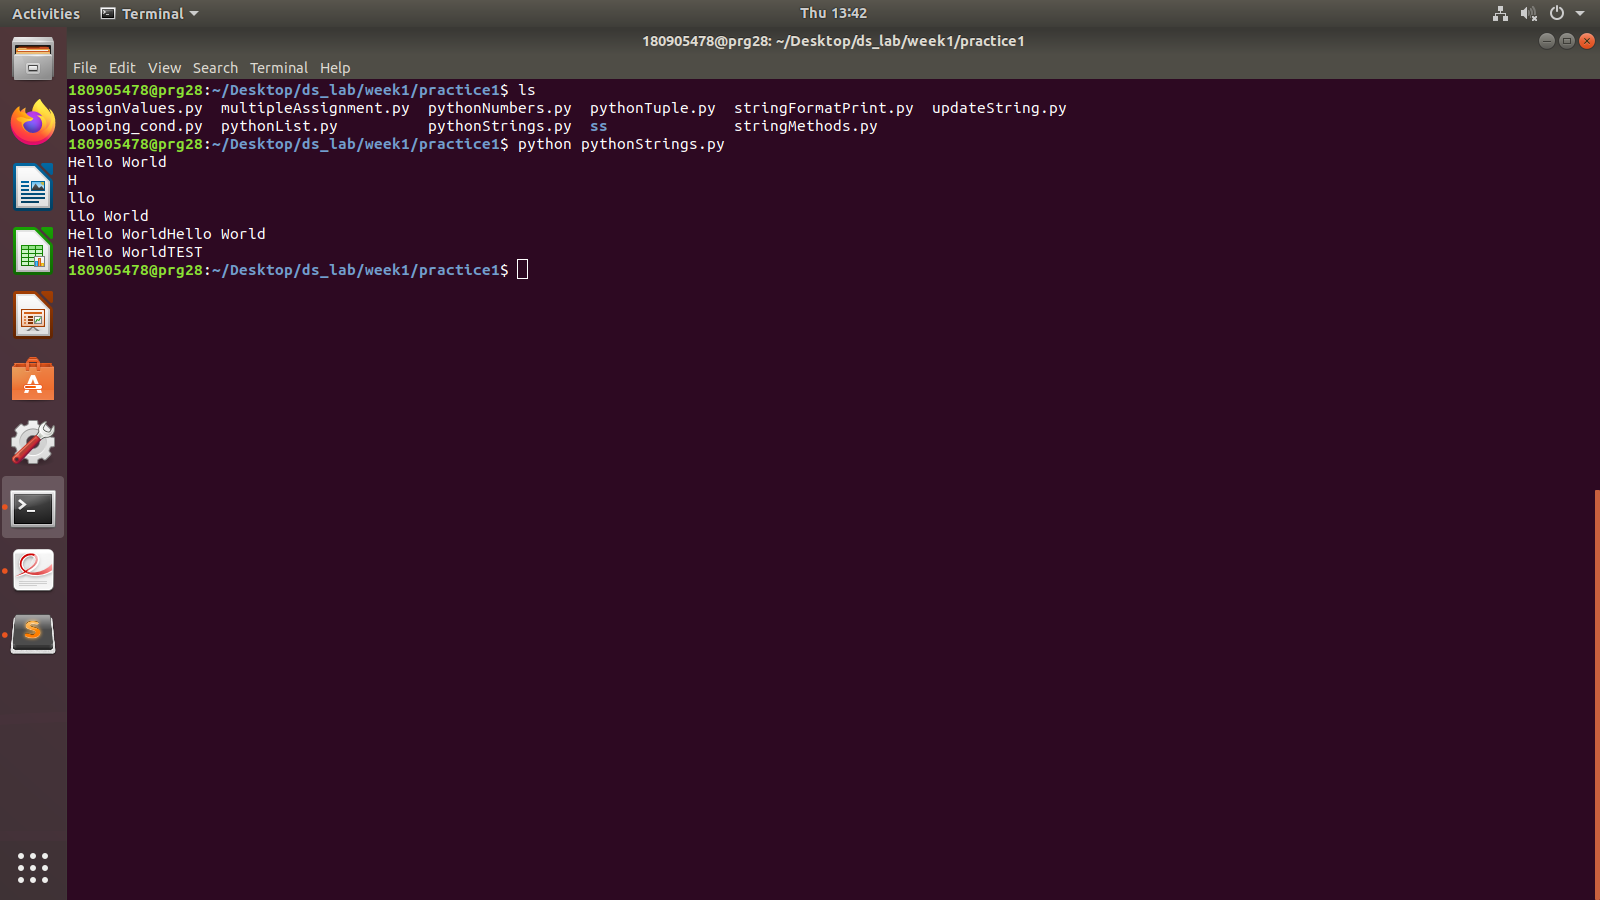 Activities Terminal Thu 13:42
180905478@prg28: ~/Desktop/ds_lab/week1/practice1
File Edit View Search Terminal Help
180905478@prg28:~/Desktop/ds_lab/week1/practice1$ ls
assignValues.py multipleAssignment.py pythonNumbers.py pythonTuple.py stringFormatPrint.py updateString.py
looping_cond.py pythonList.py pythonStrings.py ss stringMethods.py
180905478@prg28:~/Desktop/ds_lab/week1/practice1$ python pythonStrings.py
Hello World
H
llo
llo World
Hello WorldHello World
Hello WorldTEST
180905478@prg28:~/Desktop/ds_lab/week1/practice1$